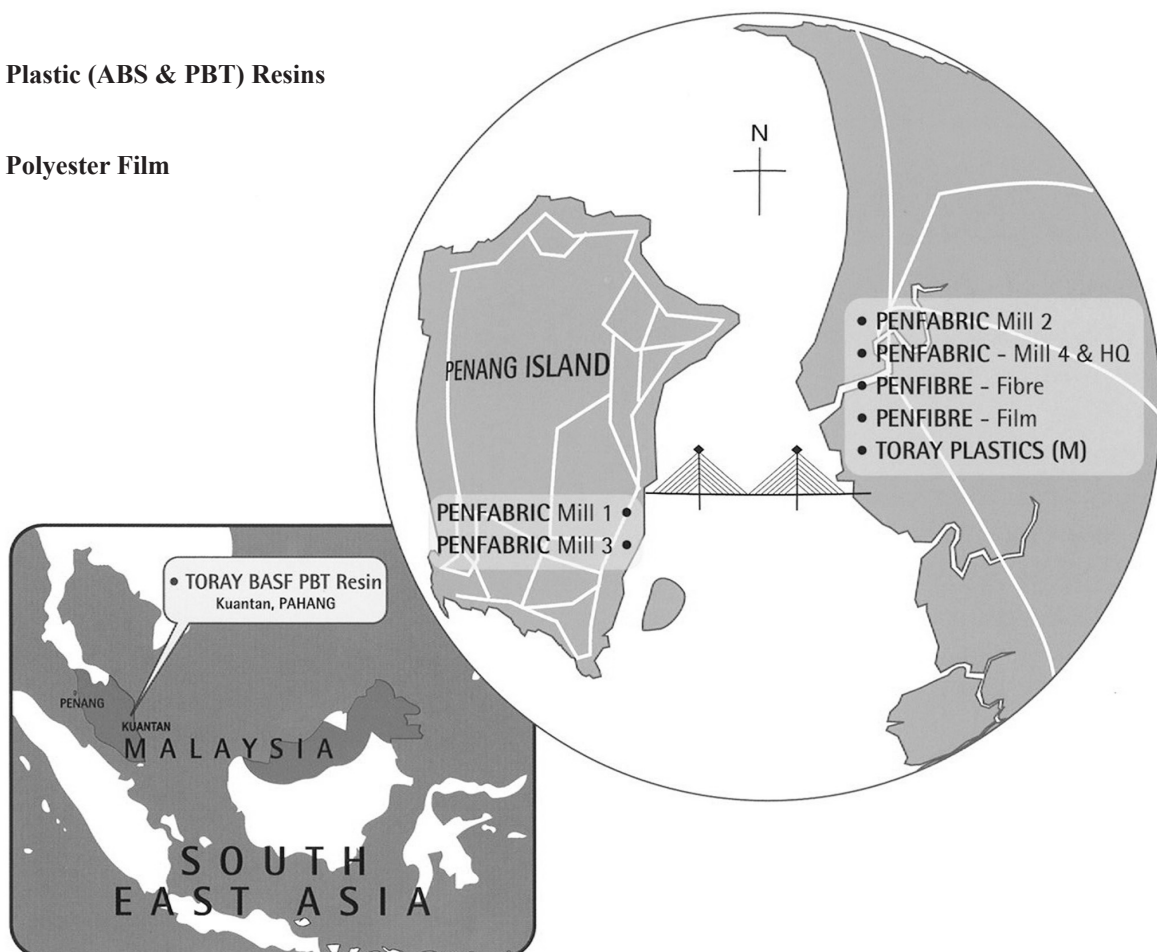 Plastic (ABS & PBT) Resins
Polyester Film
N
PENANG ISLAND
• PENFABRIC Mill 2
• PENFABRIC - Mill 4 & HQ
• PENFIBRE - Fibre
• PENFIBRE - Film
• TORAY PLASTICS (M)
PENFABRIC Mill 1 •
PENFABRIC Mill 3 •
• TORAY BASF PBT Resin
Kuantan, PAHANG
PENANG
KUANTAN
MALAYSIA
SOUTH
EAST ASIA